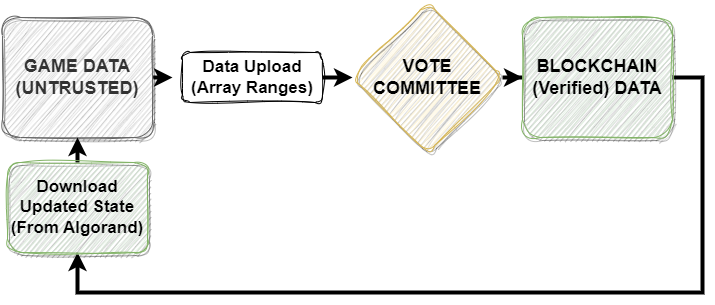 GAME DATA
(UNTRUSTED)
Data Upload
(Array Ranges)
VOTE
COMMITTEE
BLOCKCHAIN
(Verified) DATA
Download
Updated State
(From Algorand)